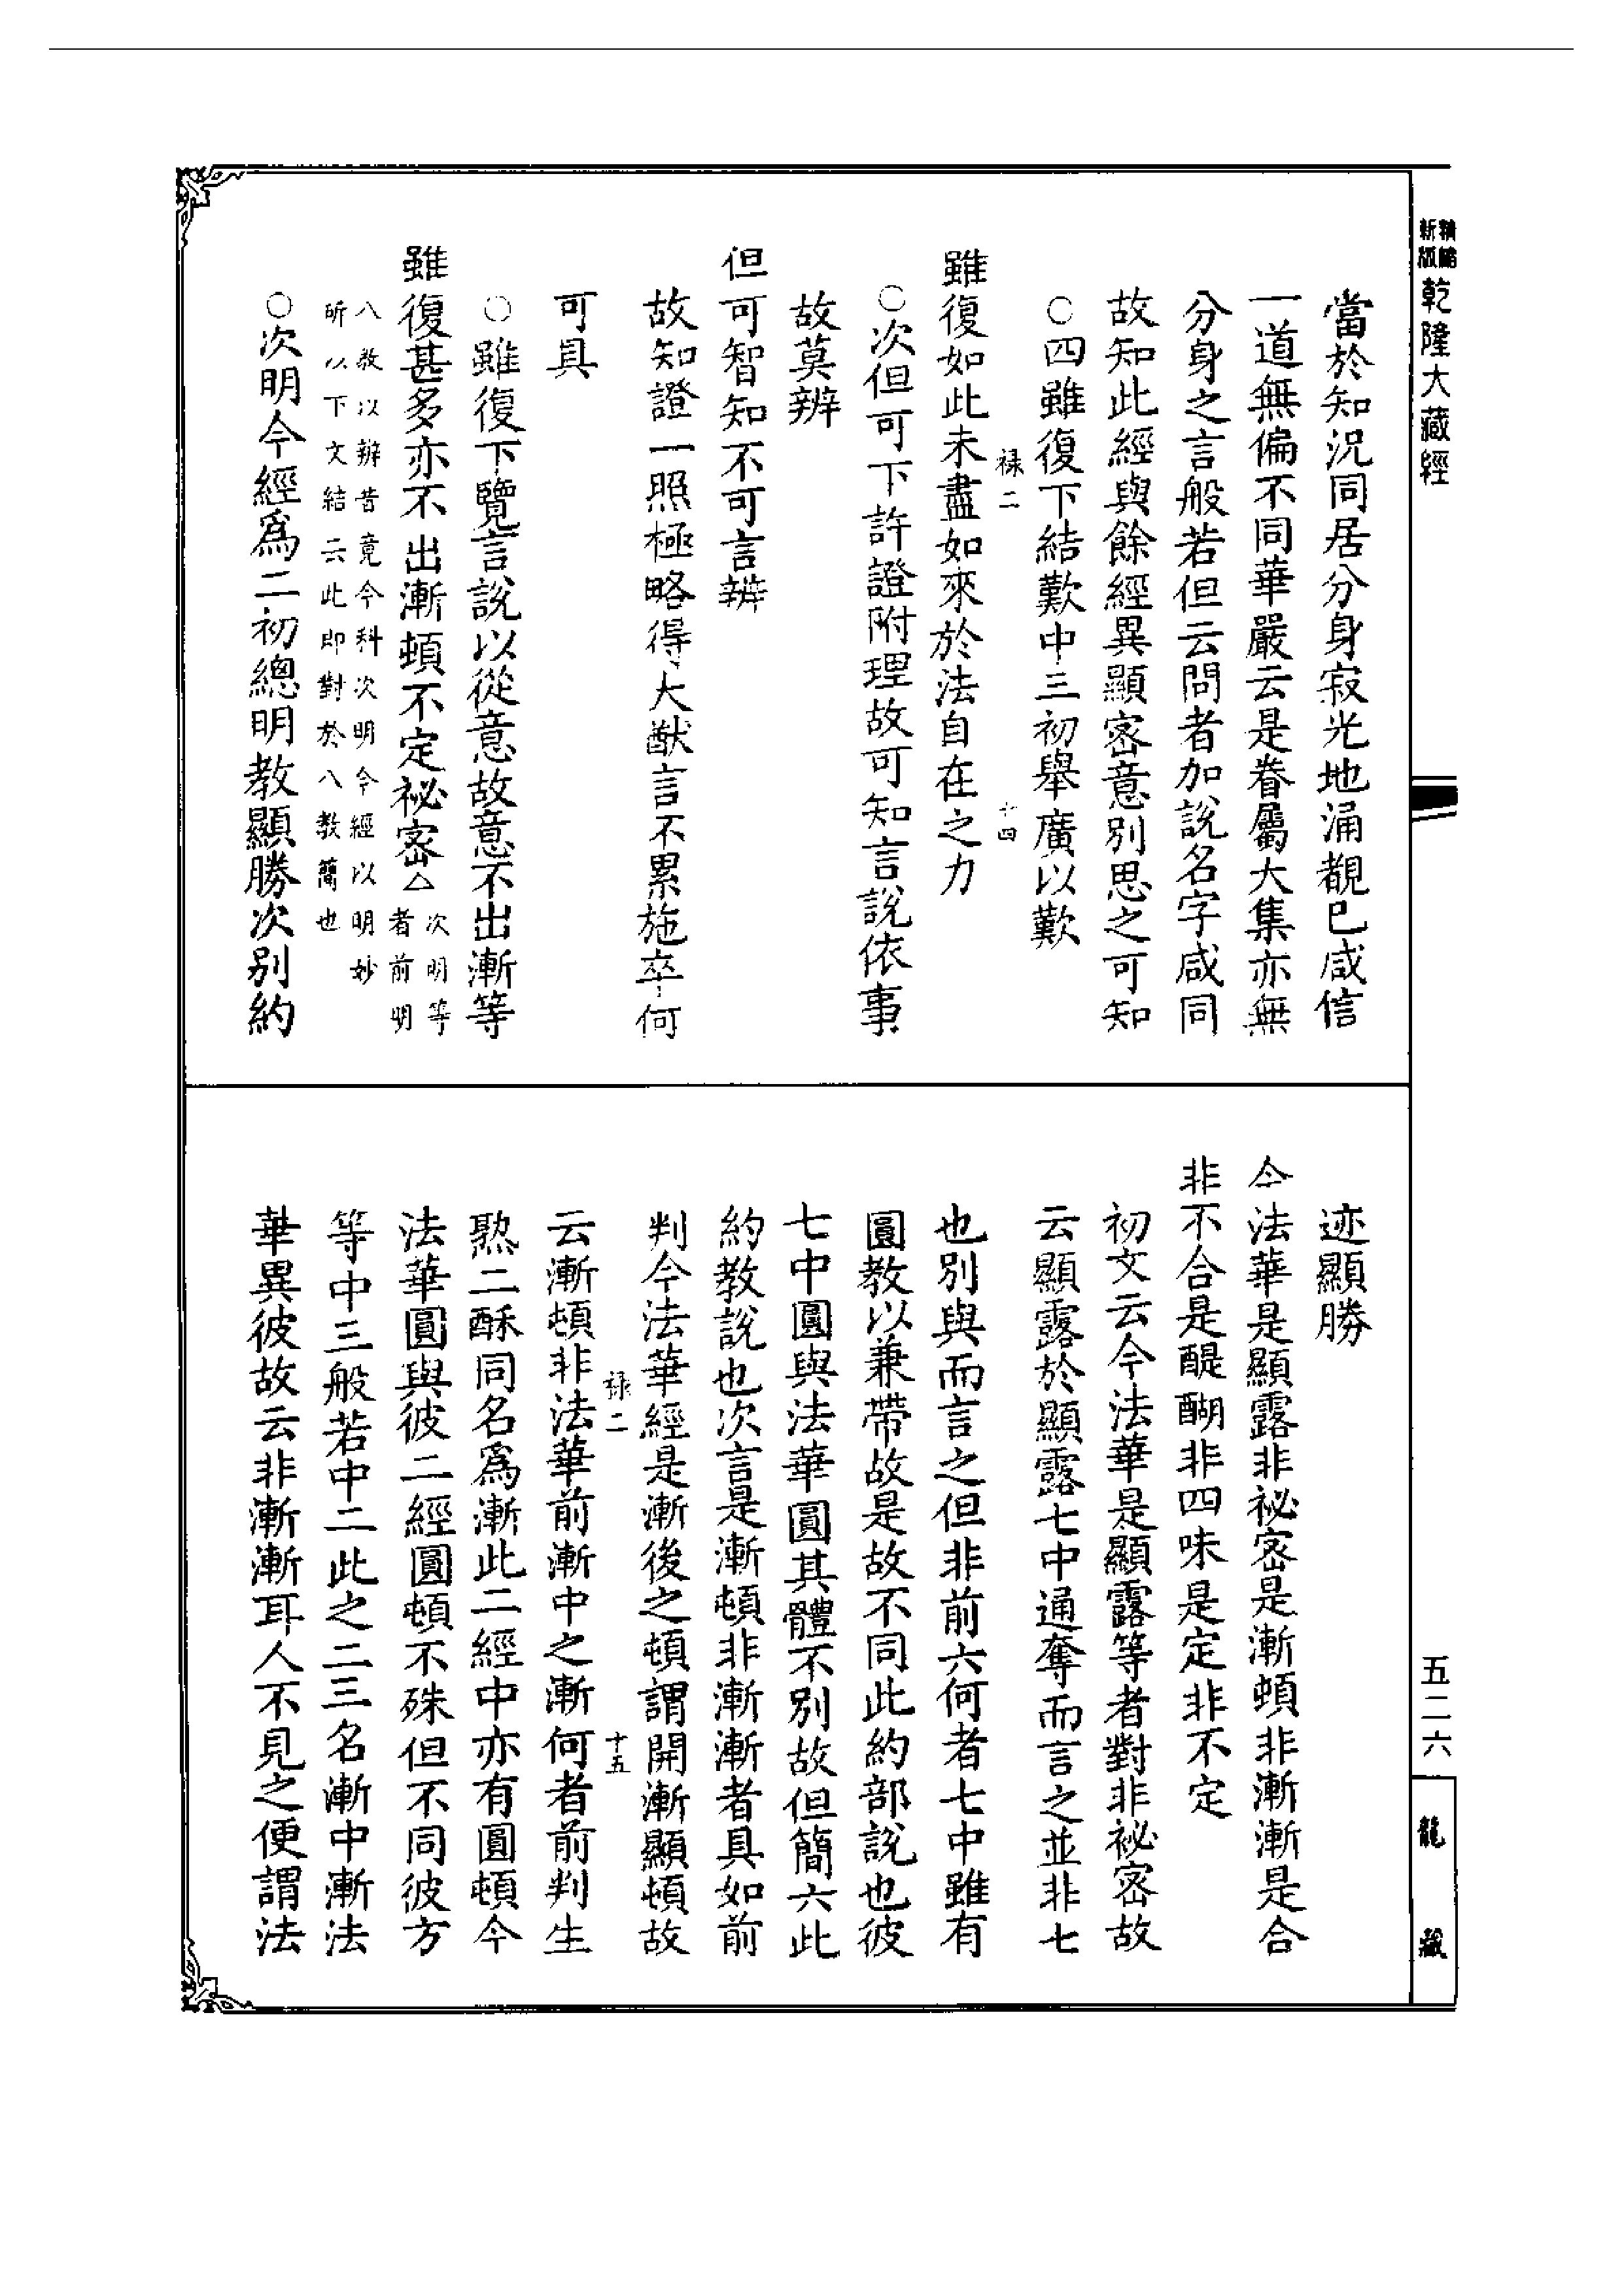 精縮新版乾隆大藏經
五二六
龍藏
當於知況同居分身寂光地涌覩已咸信
一道無偏不同華嚴云是眷屬大集亦無
分身之言般若但云問者加說名字咸同
故知此經與餘經異顯密意別思之可知
○四雖復下結歎中三初舉廣以歎
祿二
十四
雖復如此未盡如來於法自在之力
○次但可下許證附理故可知言說依事
故莫辨
但可智知不可言辨
故知證一照極略得大猷言不累施卒何
可具
○雖復下覽言說以從意故意不出漸等
雖復甚多亦不出漸頓不定祕密△次明等者前明
八教以辨昔竟今科次明今經以明妙
所以下文結云此即對於八教簡也
○次明今經爲二初總明教顯勝次別約
迹顯勝
今法華是顯露非祕密是漸頓非漸漸是合
非不合是醍醐非四味是定非不定
初文云今法華是顯露等者對非祕密故
云顯露於顯露七中通奪而言之並非七
也別與而言之但非前六何者七中雖有
圓教以兼帶故是故不同此約部說也彼
七中圓與法華圓其體不別故但簡六此
約教說也次言是漸頓非漸漸者具如前
判今法華經是漸後之頓謂開漸顯頓故
祿二
十五
云漸頓非法華前漸中之漸何者前判生
熟二酥同名爲漸此二經中亦有圓頓今
法華圓與彼二經圓頓不殊但不同彼方
等中三般若中二此之二三名漸中漸法
華異彼故云非漸漸耳人不見之便謂法